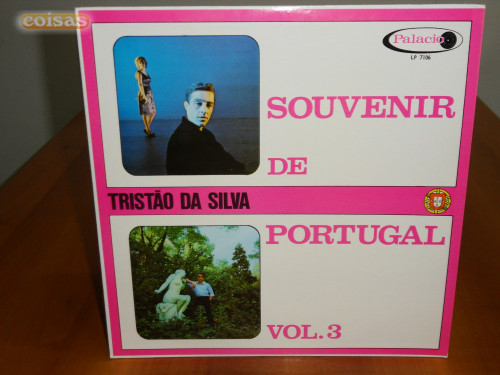 coisas
Palacio
LP 7106
SOUVENIR
DE
TRISTÃO DA SILVA
PORTUGAL
VOL.3